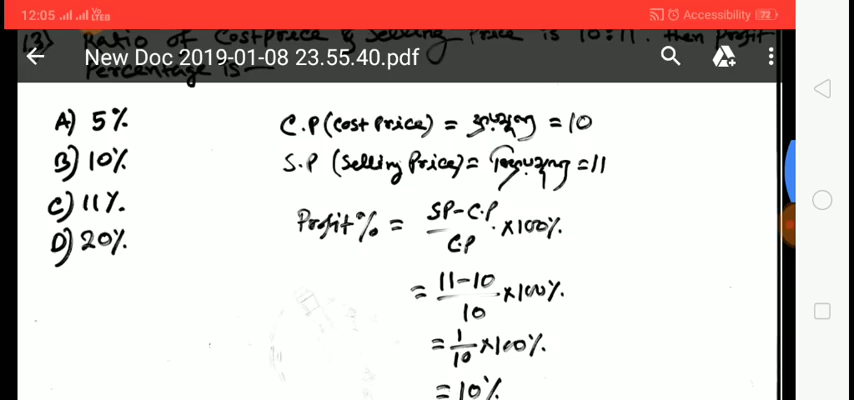 12:05 Accessibility 72
13) Ratio of Costprice & Selling Price is 10:11. then Profit
New Doc 2019-01-08 23.55.40.pdf
Percentage is
A) 5%
C.P (Cost Price) = = 10
B) 10%
S.P (Selling Price) = = 11
C) 11%
D) 20%
Profit% = SP-C.P / C.P × 100%
= 11-10 / 10 × 100%
= 1/10 × 100%
= 10%